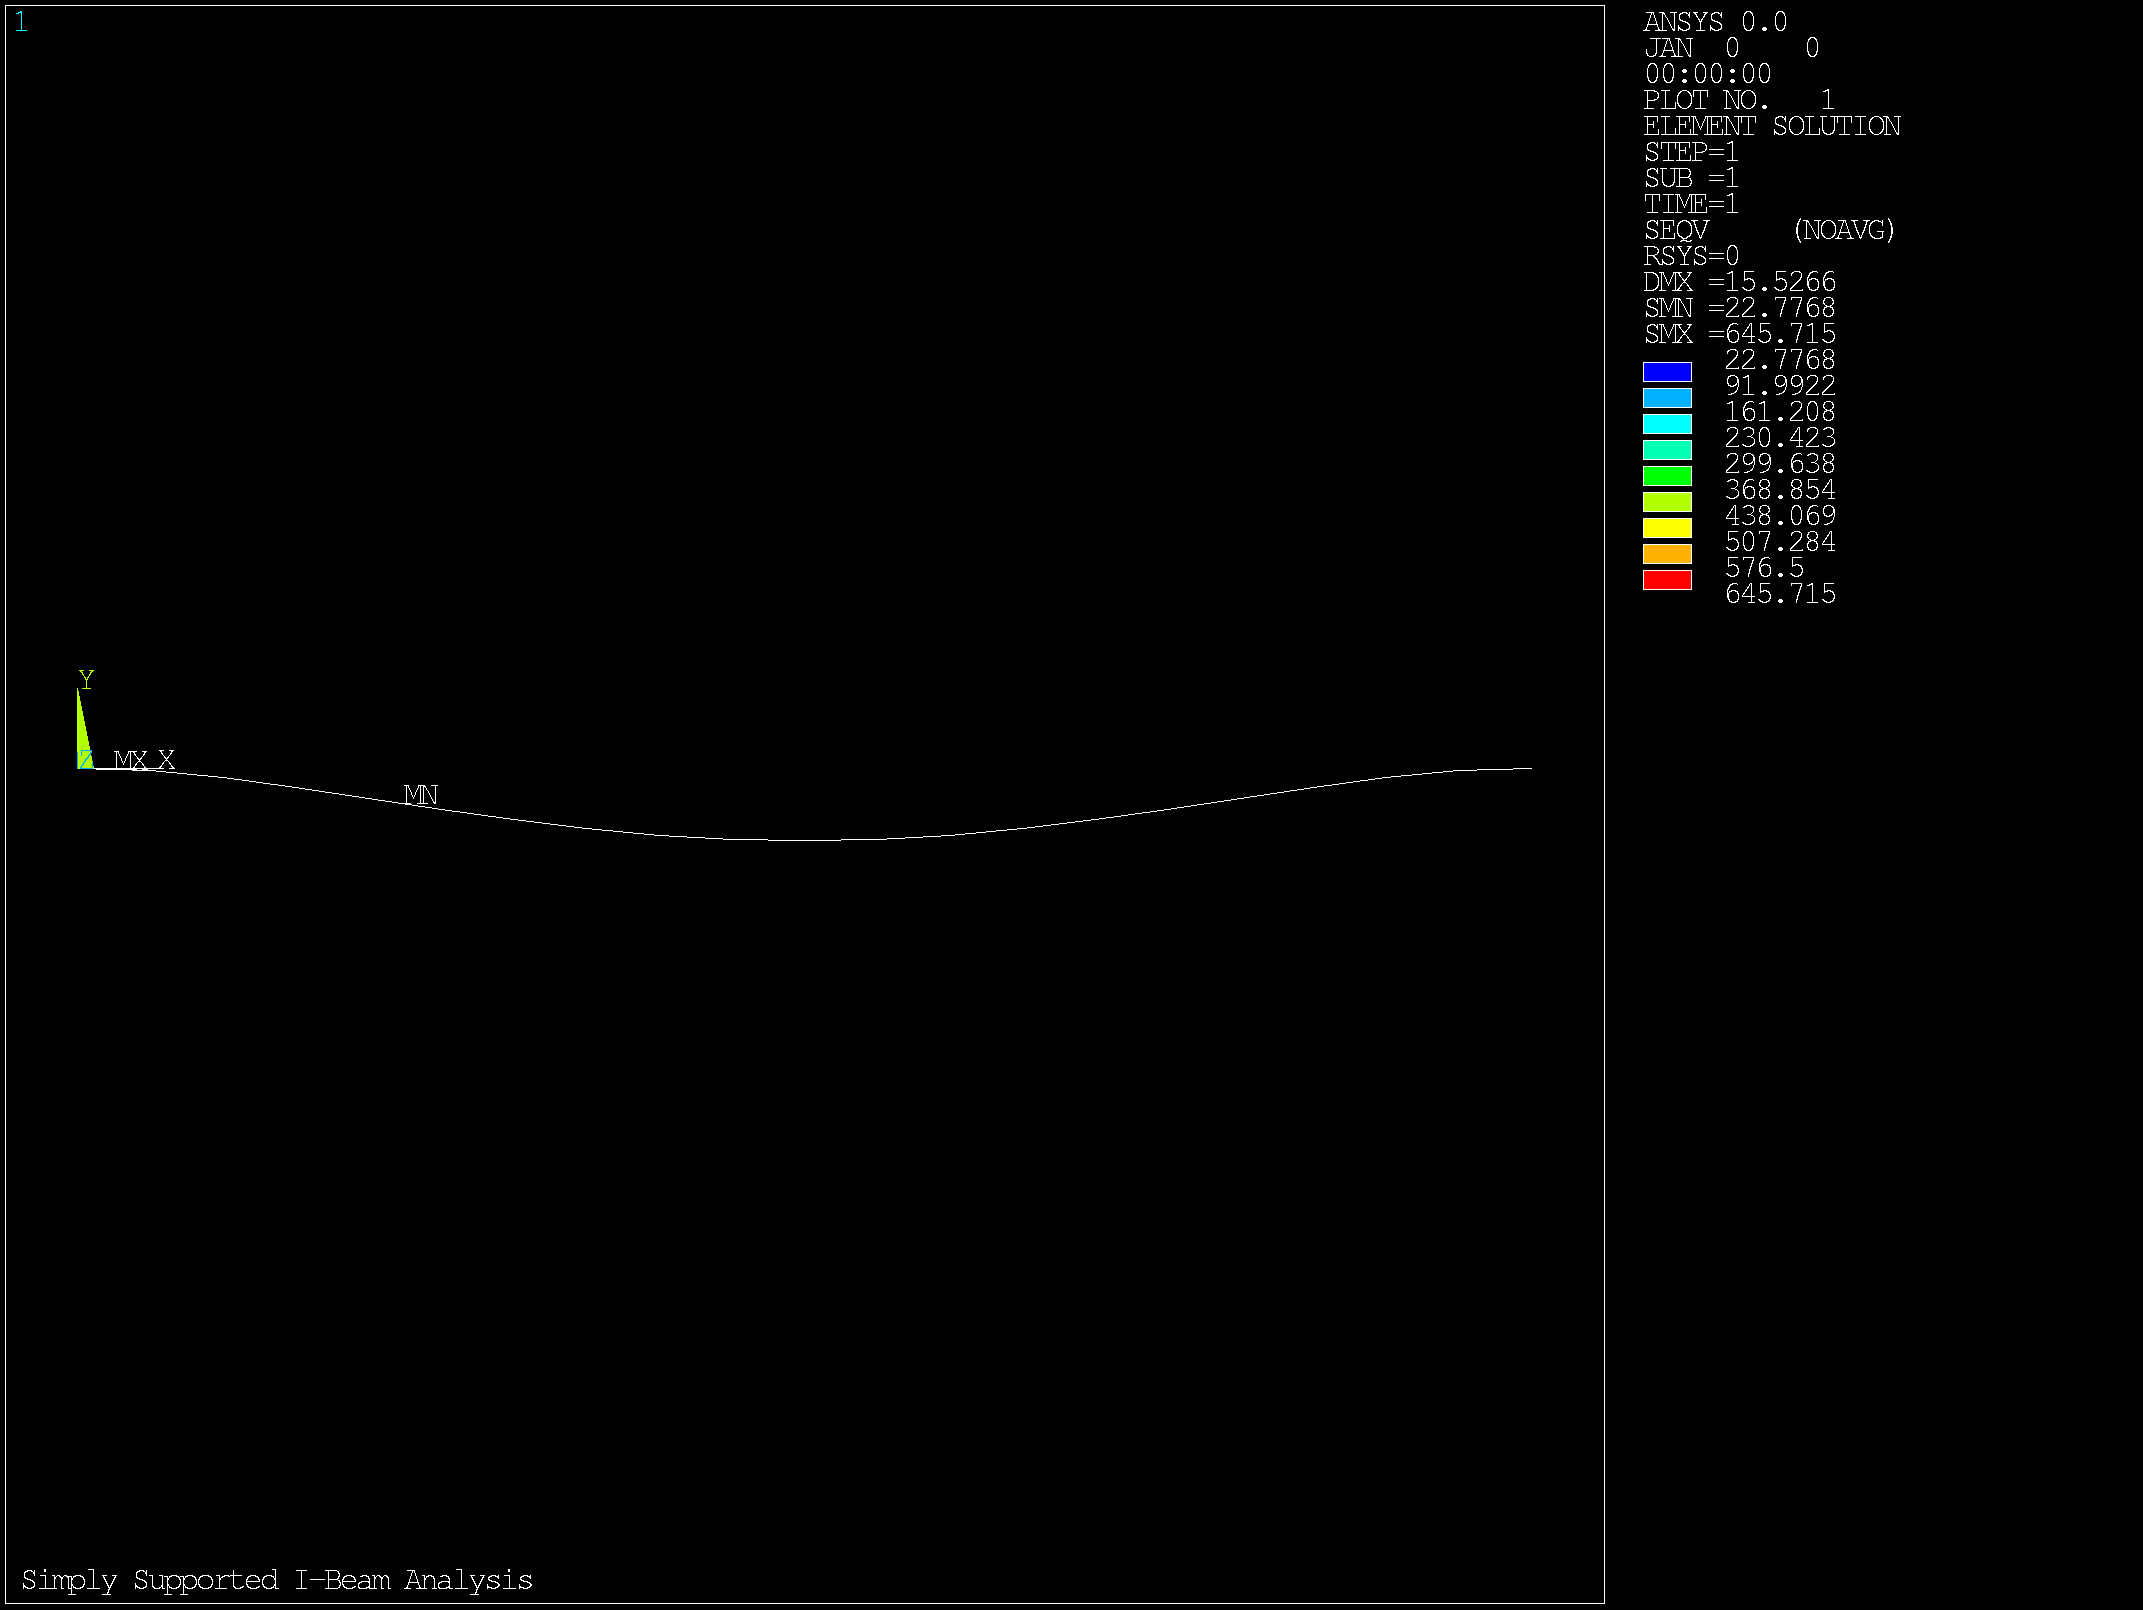 1
ANSYS 0.0
JAN  0    0
00:00:00
PLOT NO.   1
ELEMENT SOLUTION
STEP=1
SUB =1
TIME=1
SEQV     (NOAVG)
RSYS=0
DMX =15.5266
SMN =22.7768
SMX =645.715
22.7768
91.9922
161.208
230.423
299.638
368.854
438.069
507.284
576.5
645.715
Y
Z MX X
MN
Simply Supported I-Beam Analysis